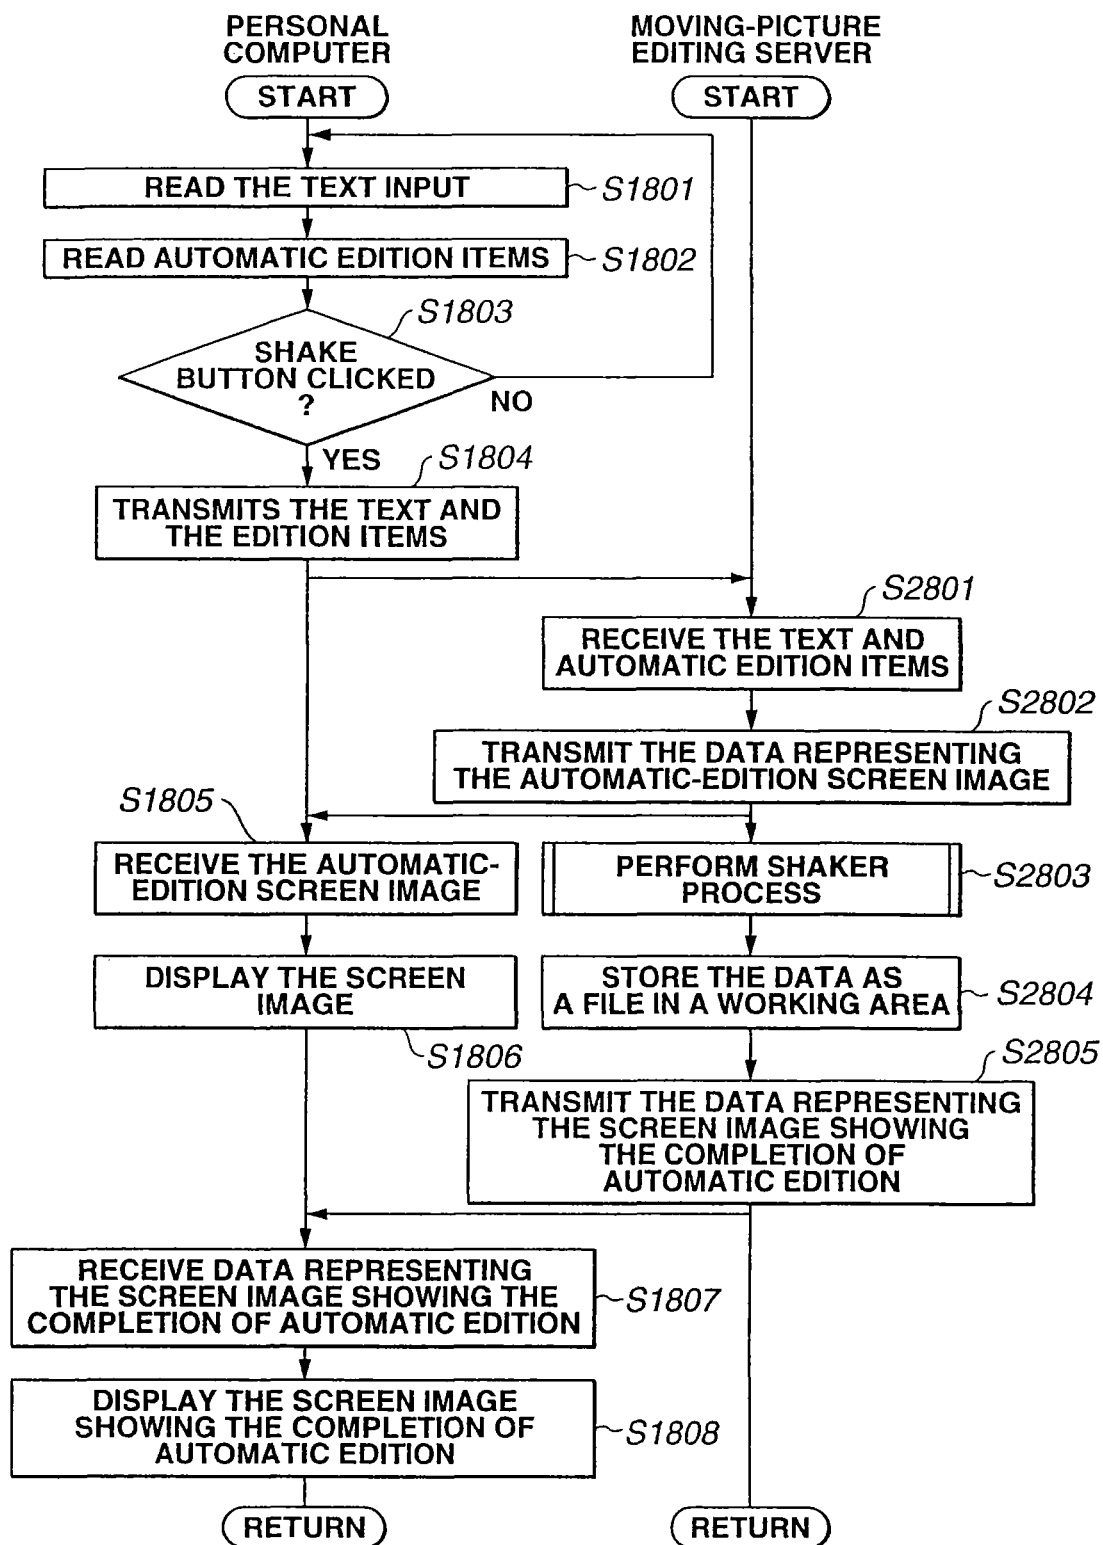 PERSONAL
COMPUTER
MOVING-PICTURE
EDITING SERVER
START
START
READ THE TEXT INPUT
S1801
READ AUTOMATIC EDITION ITEMS
S1802
S1803
SHAKE
BUTTON CLICKED
?
NO
YES
S1804
TRANSMITS THE TEXT AND
THE EDITION ITEMS
S2801
RECEIVE THE TEXT AND
AUTOMATIC EDITION ITEMS
S2802
TRANSMIT THE DATA REPRESENTING
THE AUTOMATIC-EDITION SCREEN IMAGE
S1805
RECEIVE THE AUTOMATIC-
EDITION SCREEN IMAGE
PERFORM SHAKER
PROCESS
S2803
DISPLAY THE SCREEN
IMAGE
S1806
STORE THE DATA AS
A FILE IN A WORKING AREA
S2804
S2805
TRANSMIT THE DATA REPRESENTING
THE SCREEN IMAGE SHOWING
THE COMPLETION OF
AUTOMATIC EDITION
RECEIVE DATA REPRESENTING
THE SCREEN IMAGE SHOWING THE
COMPLETION OF AUTOMATIC EDITION
S1807
DISPLAY THE SCREEN IMAGE
SHOWING THE COMPLETION OF
AUTOMATIC EDITION
S1808
RETURN
RETURN